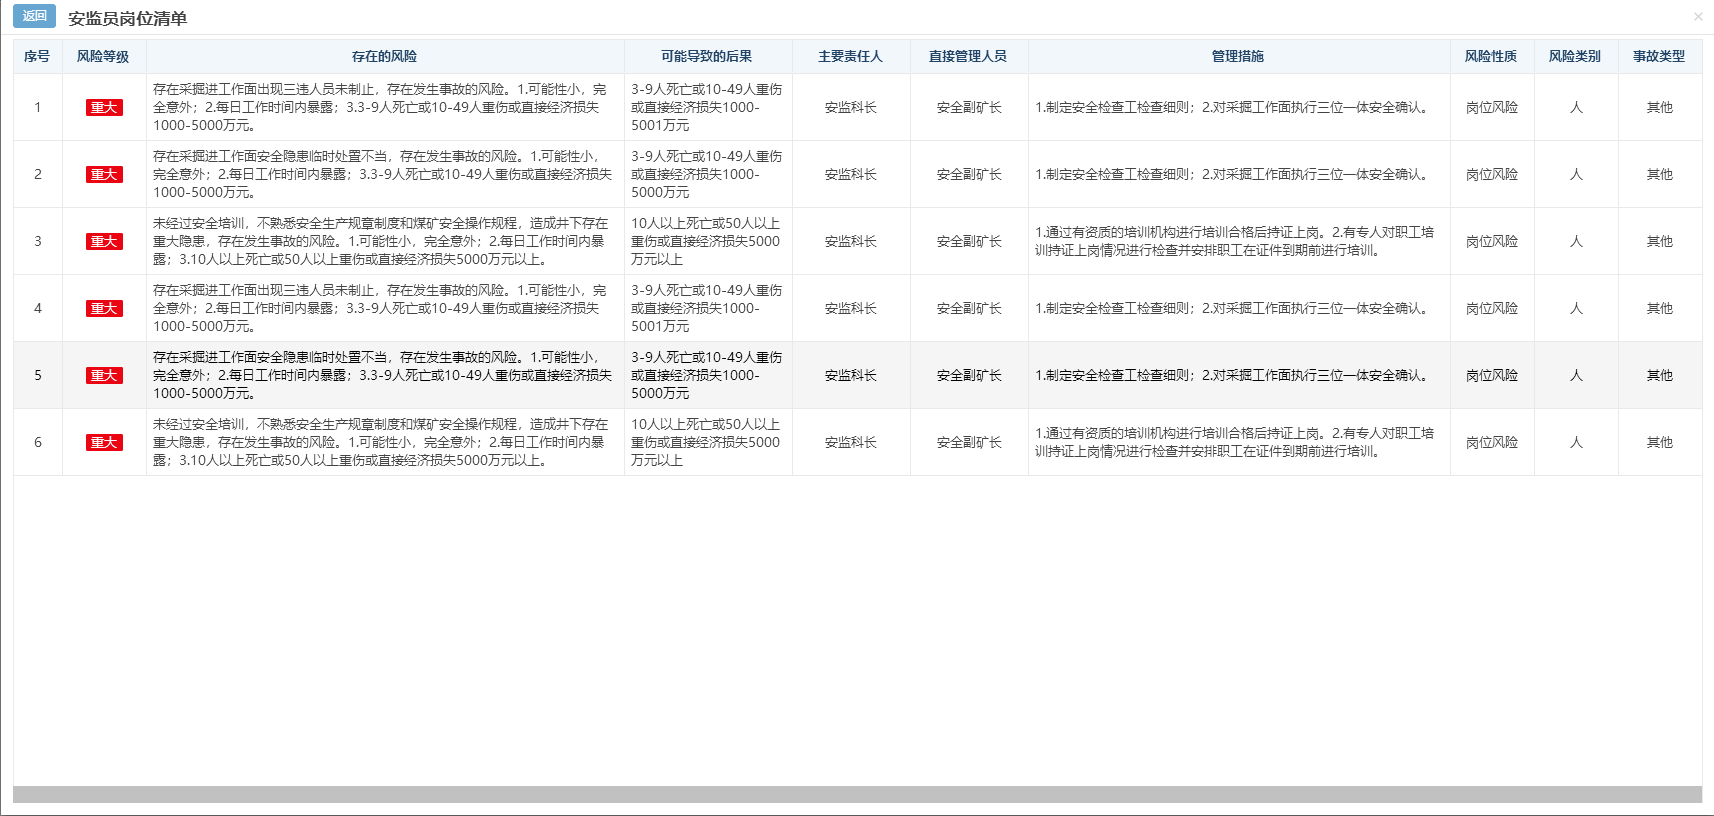 返回 安监员岗位清单 ×
序号 风险等级 存在的风险 可能导致的后果 主要责任人 直接管理人员 管理措施 风险性质 风险类别 事故类型
1 重大
存在采掘进工作面出现三违人员未制止，存在发生事故的风险。1.可能性小，完
全意外；2.每日工作时间内暴露；3.3-9人死亡或10-49人重伤或直接经济损失
1000-5000万元。
3-9人死亡或10-49人重伤
或直接经济损失1000-
5001万元
安监科长 安全副矿长 1.制定安全检查工检查细则；2.对采掘工作面执行三位一体安全确认。 岗位风险 人 其他
2 重大
存在采掘进工作面安全隐患临时处置不当，存在发生事故的风险。1.可能性小，
完全意外；2.每日工作时间内暴露；3.3-9人死亡或10-49人重伤或直接经济损失
1000-5000万元。
3-9人死亡或10-49人重伤
或直接经济损失1000-
5000万元
安监科长 安全副矿长 1.制定安全检查工检查细则；2.对采掘工作面执行三位一体安全确认。 岗位风险 人 其他
3 重大
未经过安全培训，不熟悉安全生产规章制度和煤矿安全操作规程，造成井下存在
重大隐患，存在发生事故的风险。1.可能性小，完全意外；2.每日工作时间内暴
露；3.10人以上死亡或50人以上重伤或直接经济损失5000万元以上。
10人以上死亡或50人以上
重伤或直接经济损失5000
万元以上
安监科长 安全副矿长
1.通过有资质的培训机构进行培训合格后持证上岗。2.有专人对职工培
训持证上岗情况进行检查并安排职工在证件到期前进行培训。
岗位风险 人 其他
4 重大
存在采掘进工作面出现三违人员未制止，存在发生事故的风险。1.可能性小，完
全意外；2.每日工作时间内暴露；3.3-9人死亡或10-49人重伤或直接经济损失
1000-5000万元。
3-9人死亡或10-49人重伤
或直接经济损失1000-
5001万元
安监科长 安全副矿长 1.制定安全检查工检查细则；2.对采掘工作面执行三位一体安全确认。 岗位风险 人 其他
5 重大
存在采掘进工作面安全隐患临时处置不当，存在发生事故的风险。1.可能性小，
完全意外；2.每日工作时间内暴露；3.3-9人死亡或10-49人重伤或直接经济损失
1000-5000万元。
3-9人死亡或10-49人重伤
或直接经济损失1000-
5000万元
安监科长 安全副矿长 1.制定安全检查工检查细则；2.对采掘工作面执行三位一体安全确认。 岗位风险 人 其他
6 重大
未经过安全培训，不熟悉安全生产规章制度和煤矿安全操作规程，造成井下存在
重大隐患，存在发生事故的风险。1.可能性小，完全意外；2.每日工作时间内暴
露；3.10人以上死亡或50人以上重伤或直接经济损失5000万元以上。
10人以上死亡或50人以上
重伤或直接经济损失5000
万元以上
安监科长 安全副矿长
1.通过有资质的培训机构进行培训合格后持证上岗。2.有专人对职工培
训持证上岗情况进行检查并安排职工在证件到期前进行培训。
岗位风险 人 其他